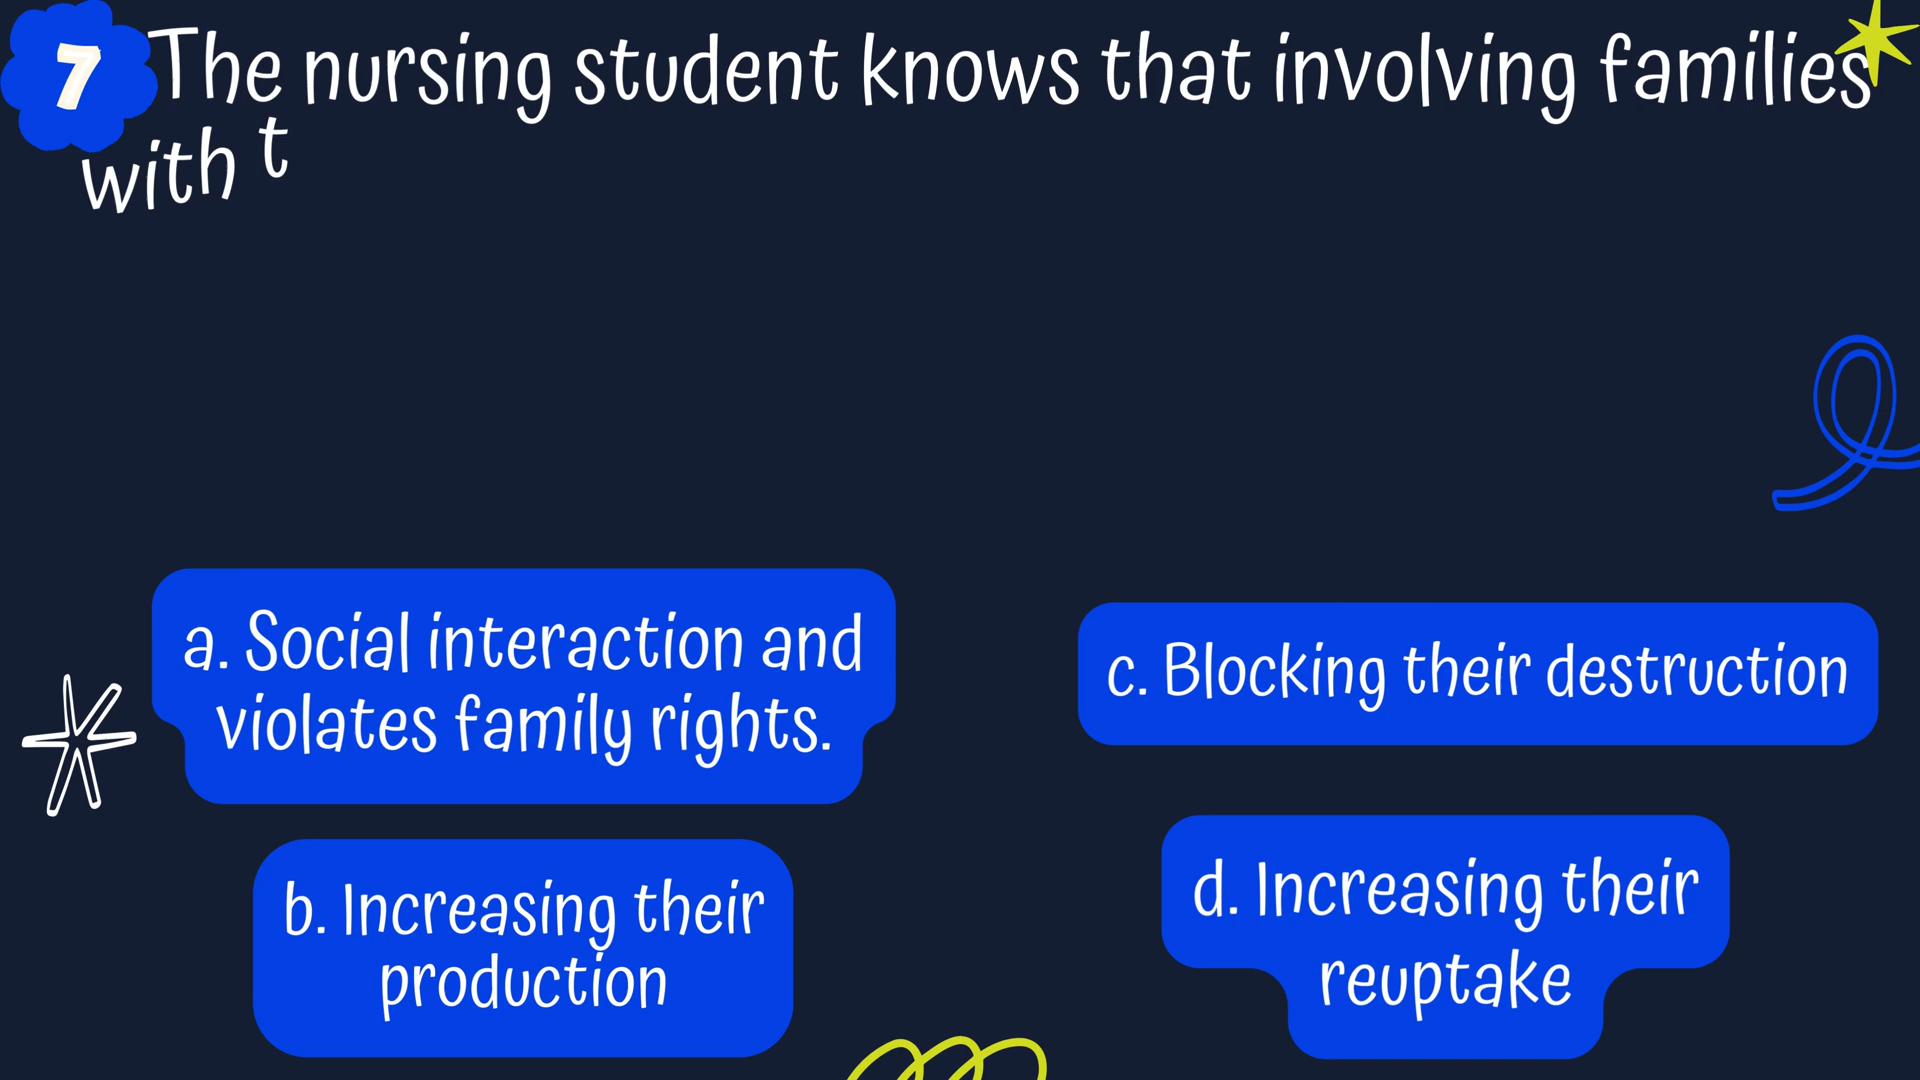 7
The nursing student knows that involving families
with t
a. Social interaction and
violates family rights.
b. Increasing their
production
c. Blocking their destruction
d. Increasing their
reuptake